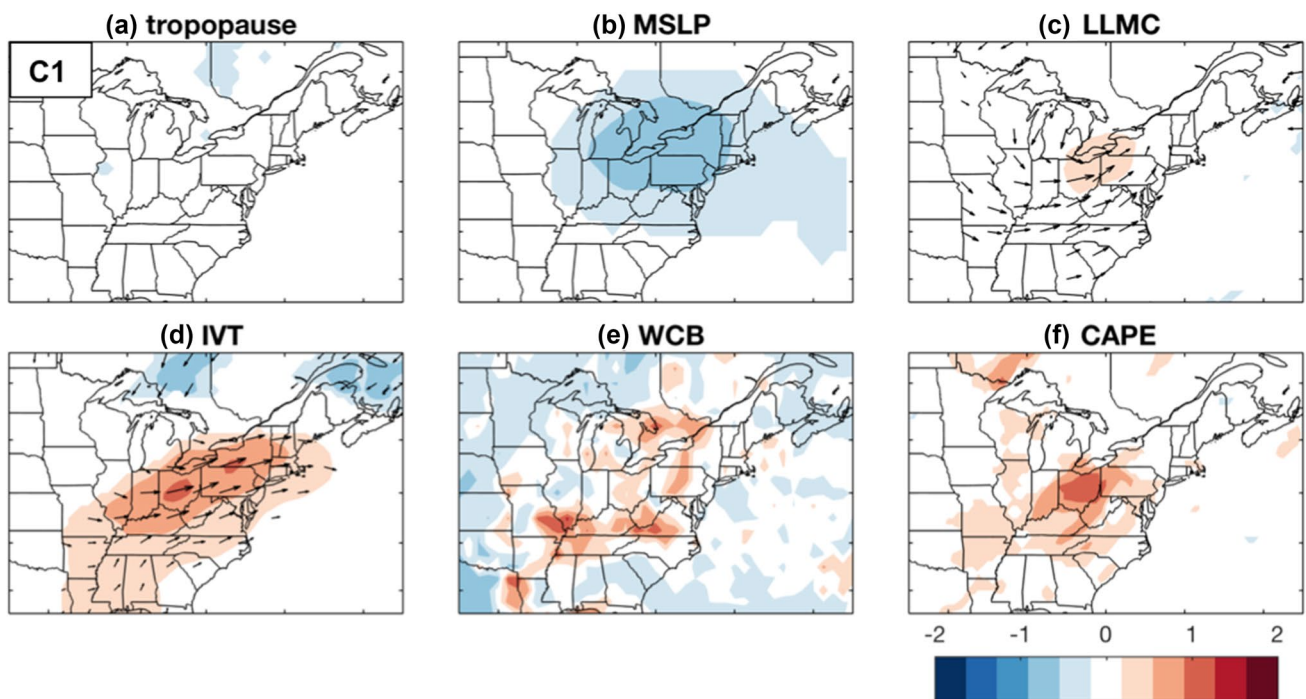 (a) tropopause
(b) MSLP
(c) LLMC
C1
(d) IVT
(e) WCB
(f) CAPE
-2 -1 0 1 2